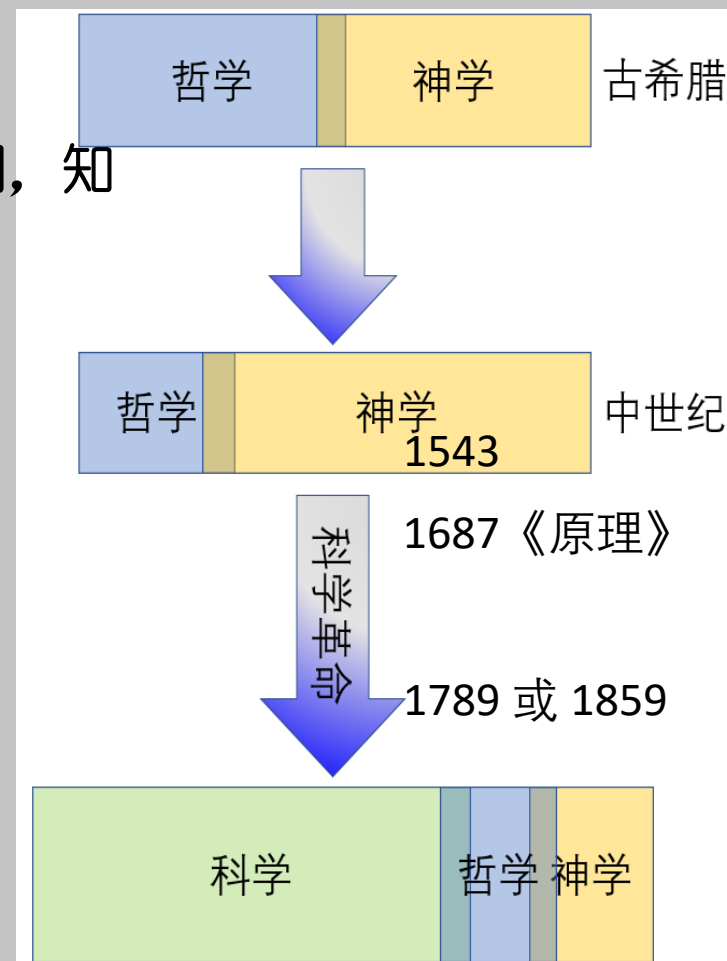 哲学 神学 古希腊
，知
哲学 神学 中世纪
1543
1687《原理》
科学革命
1789 或 1859
科学 哲学 神学